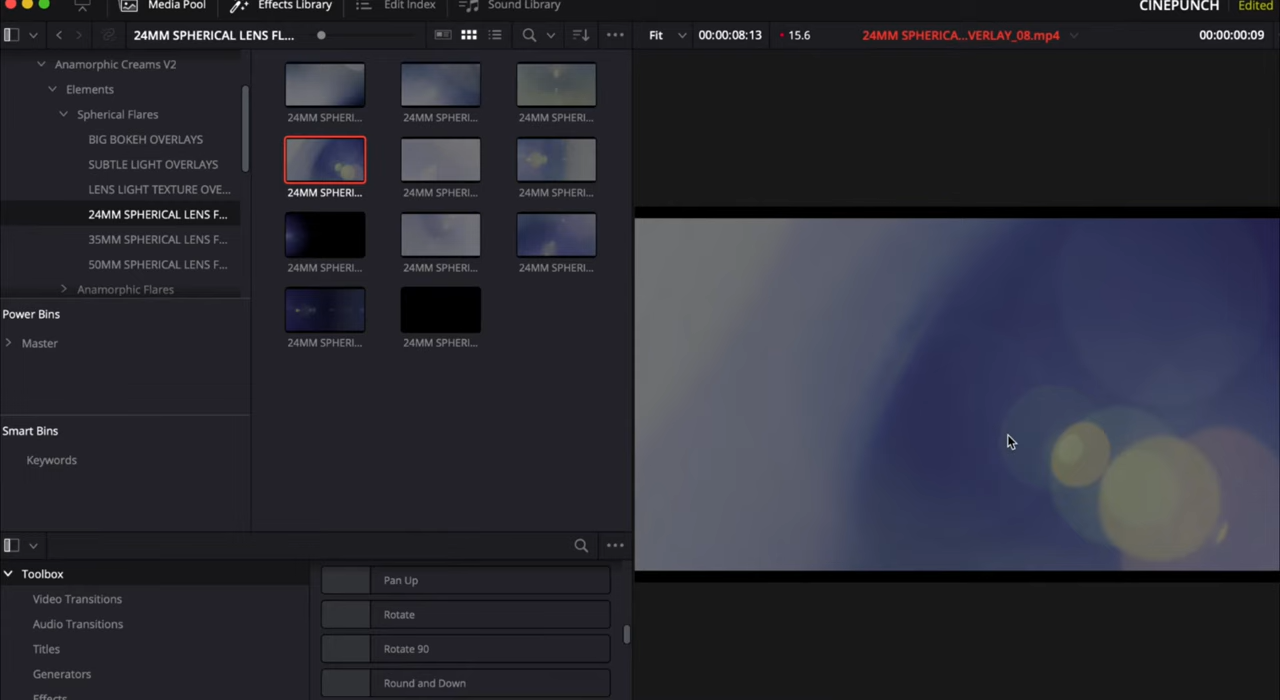 Media Pool Effects Library Edit Index Sound Library CINEPUNCH Edited
24MM SPHERICAL LENS FL... Fit 00:00:08:13 15.6 24MM SPHERICA...VERLAY_08.mp4 00:00:00:09
Anamorphic Creams V2
Elements
Spherical Flares
BIG BOKEH OVERLAYS
SUBTLE LIGHT OVERLAYS
LENS LIGHT TEXTURE OVE...
24MM SPHERICAL LENS F...
35MM SPHERICAL LENS F...
50MM SPHERICAL LENS F...
Anamorphic Flares
24MM SPHERI... 24MM SPHERI... 24MM SPHERI...
24MM SPHERI... 24MM SPHERI... 24MM SPHERI...
24MM SPHERI... 24MM SPHERI... 24MM SPHERI...
24MM SPHERI... 24MM SPHERI...
Power Bins
Master
Smart Bins
Keywords
Toolbox
Video Transitions
Audio Transitions
Titles
Generators
Effects
Pan Up
Rotate
Rotate 90
Round and Down